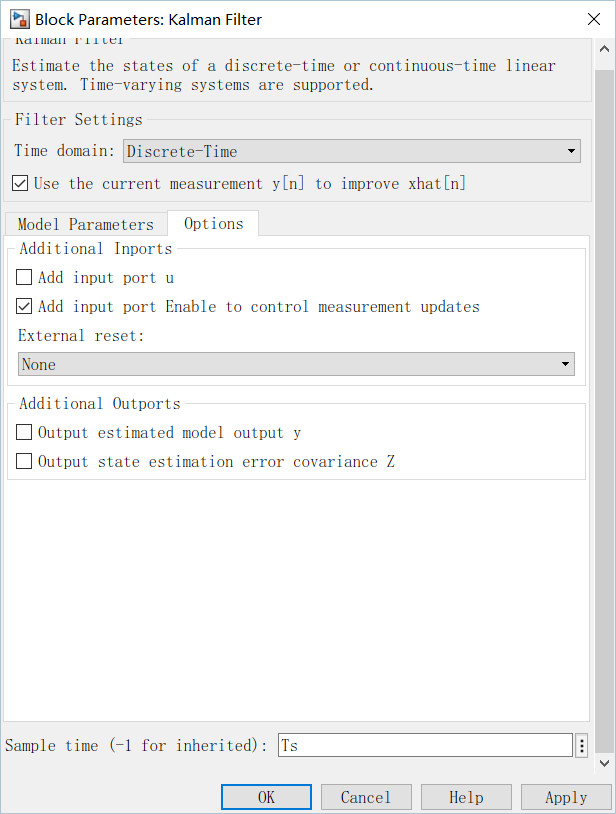 Block Parameters: Kalman Filter
Kalman Filter
Estimate the states of a discrete-time or continuous-time linear
system. Time-varying systems are supported.
Filter Settings
Time domain: Discrete-Time
Use the current measurement y[n] to improve xhat[n]
Model Parameters Options
Additional Inports
Add input port u
Add input port Enable to control measurement updates
External reset:
None
Additional Outports
Output estimated model output y
Output state estimation error covariance Z
Sample time (-1 for inherited): Ts
OK Cancel Help Apply